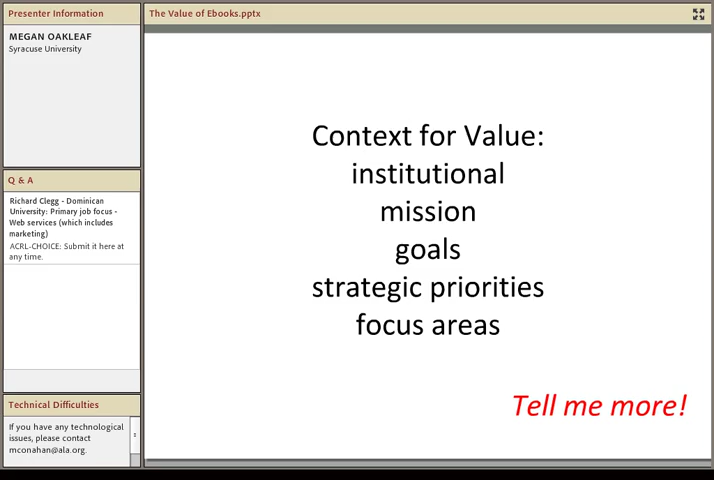 Presenter Information
MEGAN OAKLEAF
Syracuse University
Q & A
Richard Clegg - Dominican
University: Primary job focus -
Web services (which includes
marketing)
ACRL-CHOICE: Submit it here at
any time.
Technical Difficulties
If you have any technological
issues, please contact
mconahan@ala.org.
The Value of Ebooks.pptx
Context for Value:
institutional
mission
goals
strategic priorities
focus areas
Tell me more!